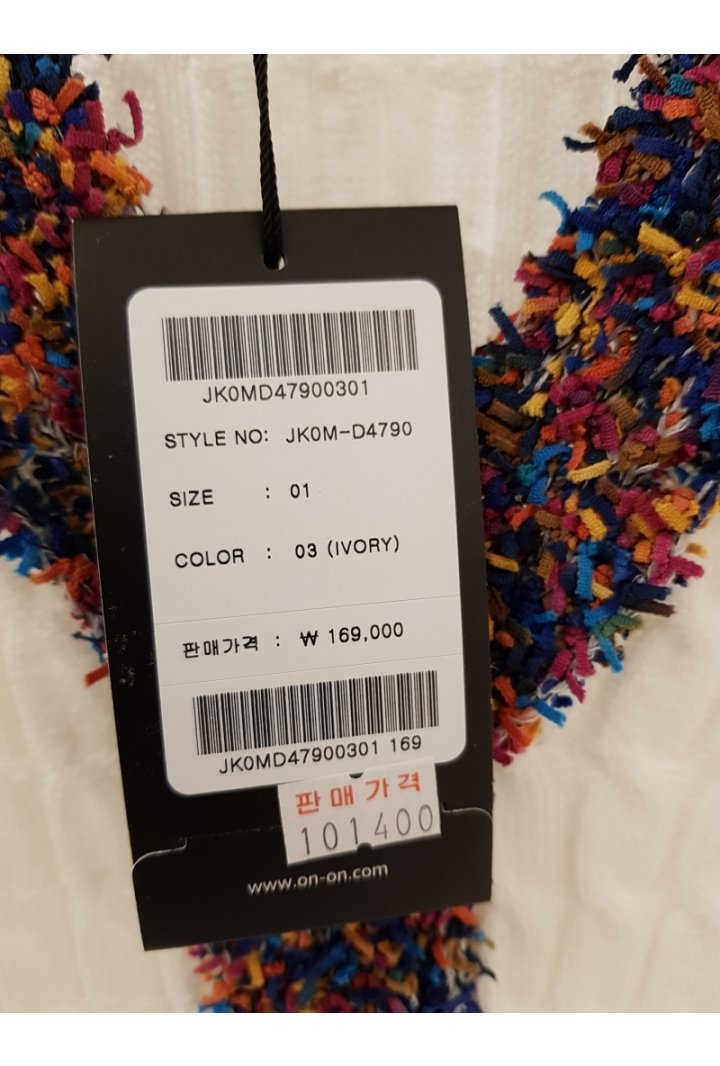 JK0MD47900301
STYLE NO: JK0M-D4790
SIZE : 01
COLOR : 03 (IVORY)
판매가격 : ₩ 169,000
JK0MD47900301 169
판매가격
101400
www.on-on.com